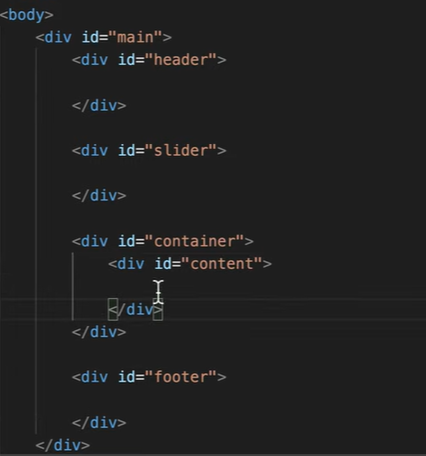 <body>
<div id="main">
<div id="header">
</div>
<div id="slider">
</div>
<div id="container">
<div id="content">
</div>
</div>
<div id="footer">
</div>
</div>